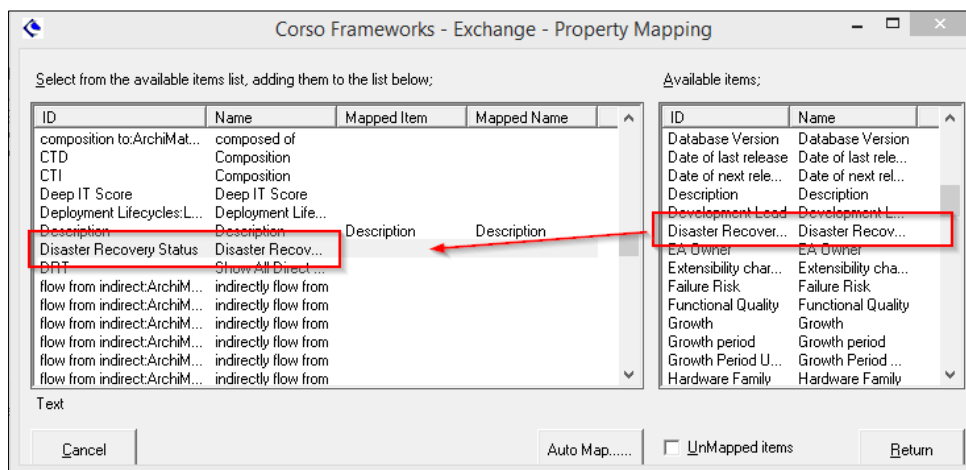 Corso Frameworks - Exchange - Property Mapping
Select from the available items list, adding them to the list below;
Available items;
ID Name Mapped Item Mapped Name
composition to:ArchiMat... composed of
CTD Composition
CTI Composition
Deep IT Score Deep IT Score
Deployment Lifecycles:L... Deployment Life...
Description Description Description Description
Disaster Recovery Status Disaster Recov...
DRT Show All Direct ...
flow from indirect:ArchiM... indirectly flow from
flow from indirect:ArchiM... indirectly flow from
flow from indirect:ArchiM... indirectly flow from
flow from indirect:ArchiM... indirectly flow from
flow from indirect:ArchiM... indirectly flow from
flow from indirect:ArchiM... indirectly flow from
ID Name
Database Version Database Version
Date of last release Date of last rele...
Date of next rele... Date of next rel...
Description Description
Development Lead Development L...
Disaster Recover... Disaster Recov...
EA Owner EA Owner
Extensibility char... Extensibility cha...
Failure Risk Failure Risk
Functional Quality Functional Quality
Growth Growth
Growth period Growth period
Growth Period U... Growth Period ...
Hardware Family Hardware Family
Text
Cancel
Auto Map......
UnMapped items
Return